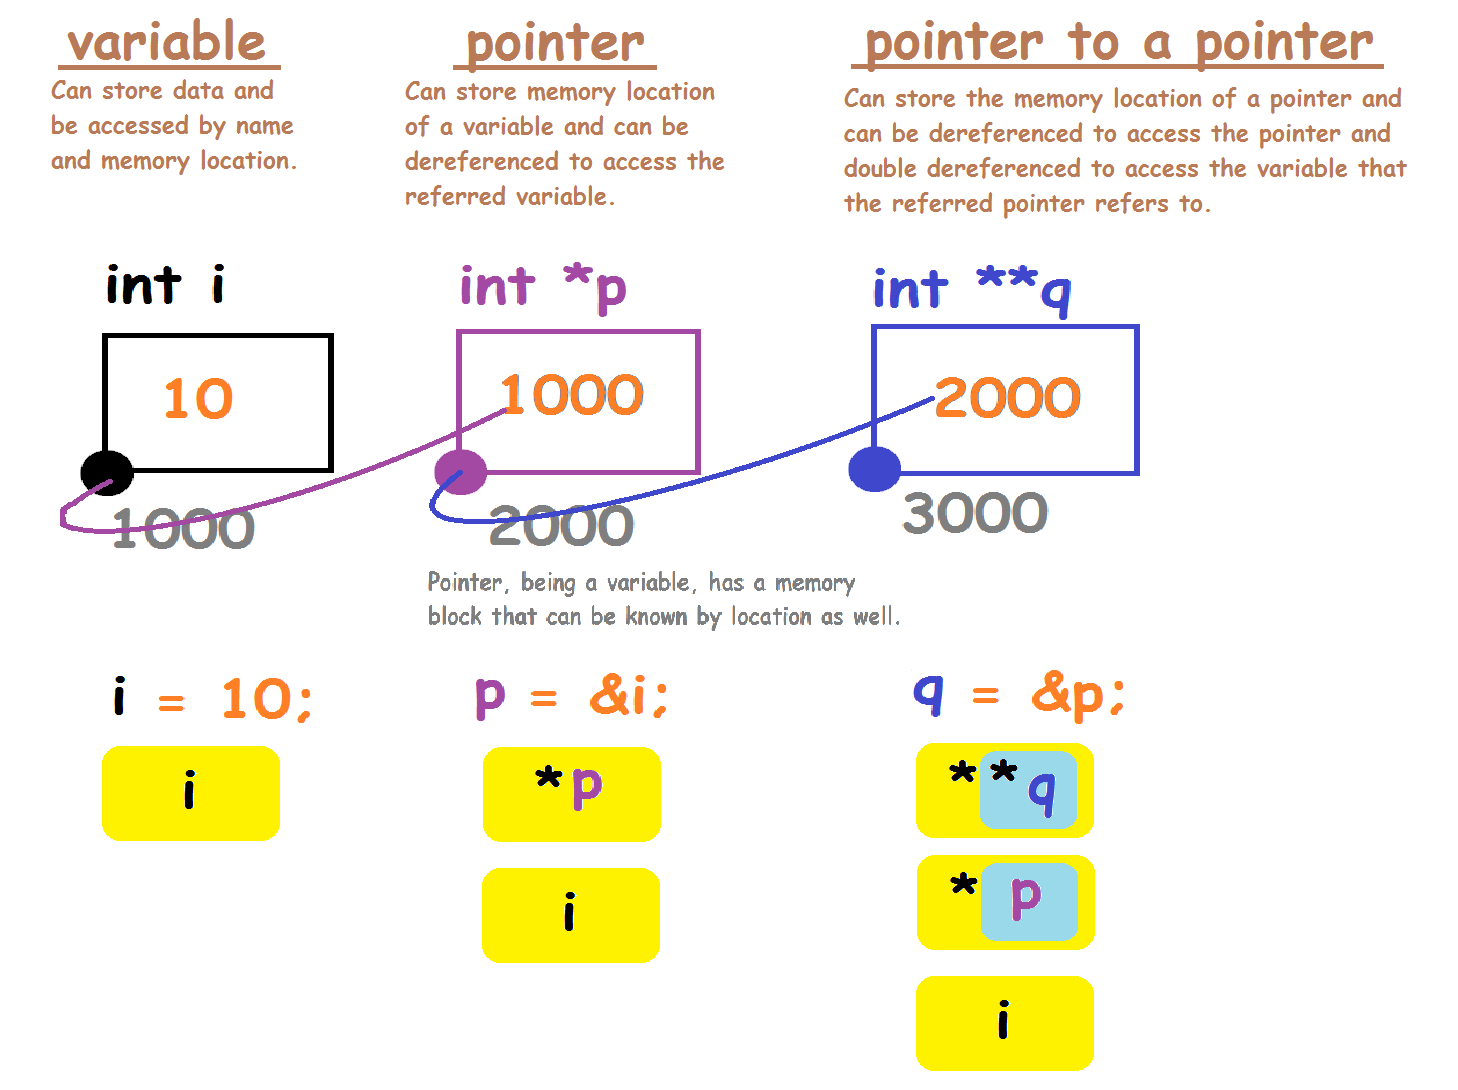 variable
Can store data and
be accessed by name
and memory location.
pointer
Can store memory location
of a variable and can be
dereferenced to access the
referred variable.
pointer to a pointer
Can store the memory location of a pointer and
can be dereferenced to access the pointer and
double dereferenced to access the variable that
the referred pointer refers to.
int i
10
1000
int *p
1000
2000
int **q
2000
3000
Pointer, being a variable, has a memory
block that can be known by location as well.
i = 10;
i
p = &i;
*p
i
q = &p;
**q
*p
i